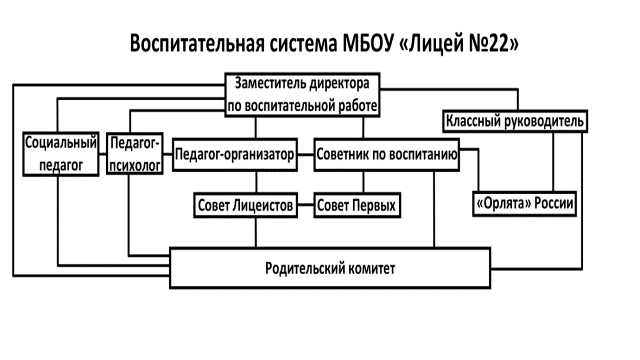 Воспитательная система МБОУ «Лицей №22»
Заместитель директора
по воспитательной работе
Классный руководитель
Социальный
педагог
Педагог-
психолог
Педагог-организатор
Советник по воспитанию
Совет Лицеистов
Совет Первых
«Орлята» России
Родительский комитет